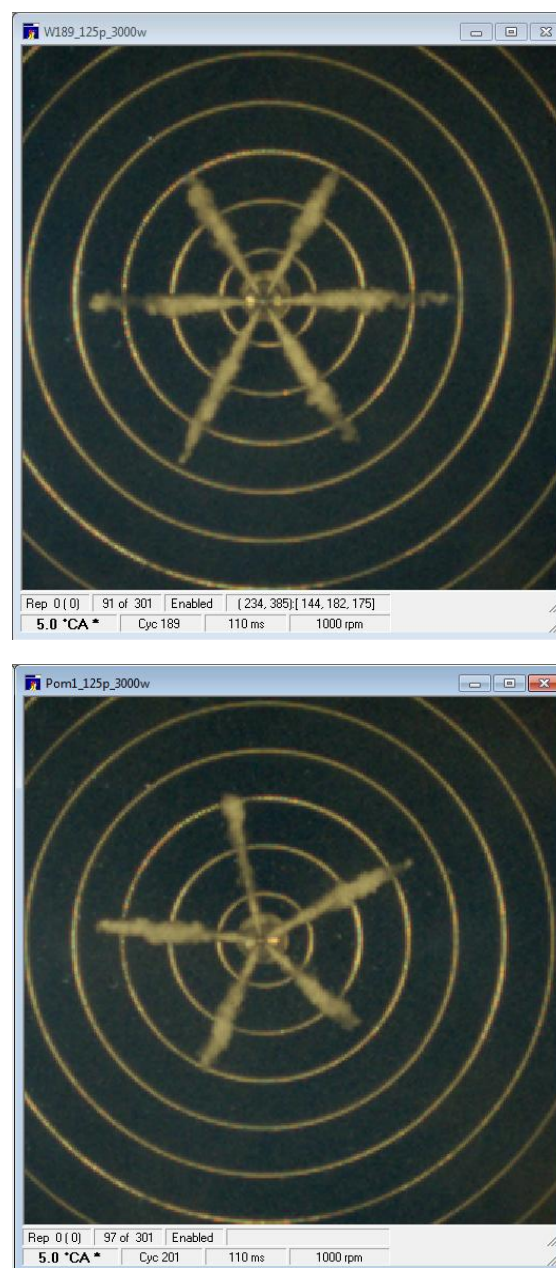 W189_125p_3000w
Rep 0 ( 0) 91 of 301 Enabled ( 234, 385):[ 144, 182, 175]
5.0 °CA * Cyc 189 110 ms 1000 rpm
Pom1_125p_3000w
Rep 0 ( 0) 97 of 301 Enabled
5.0 °CA * Cyc 201 110 ms 1000 rpm